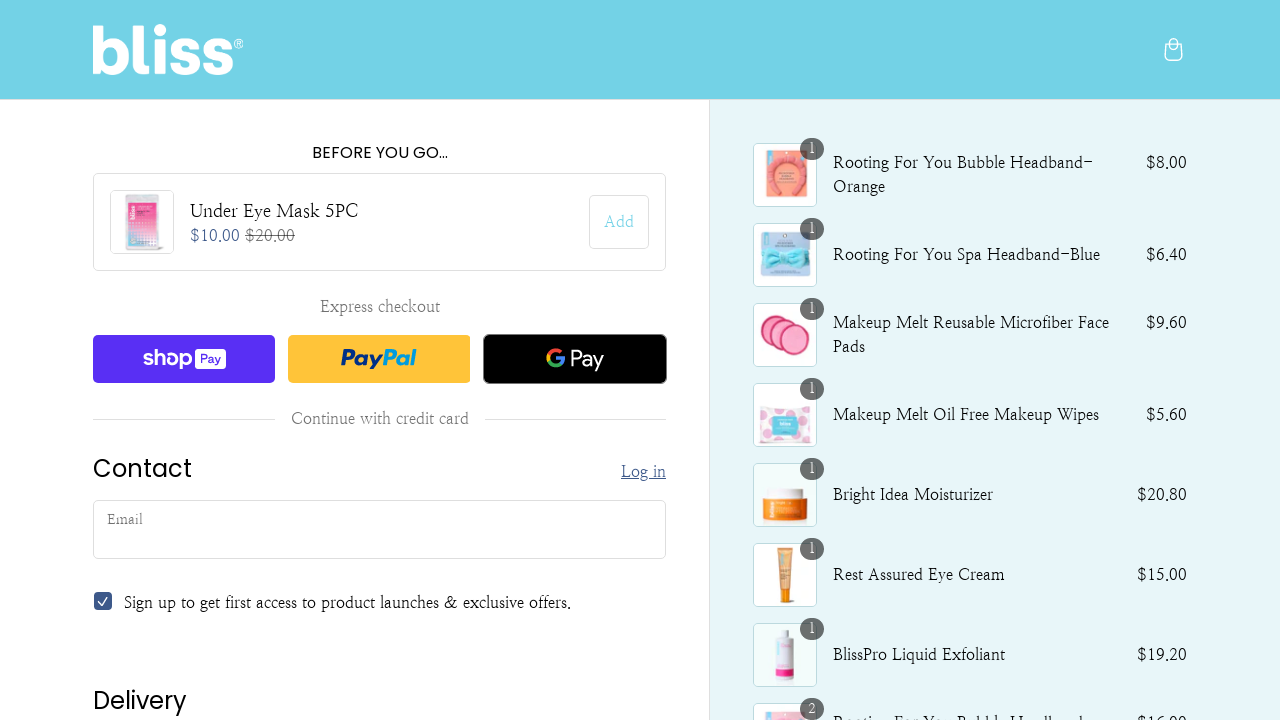 bliss®
BEFORE YOU GO...
Under Eye Mask 5PC
$10.00 $20.00
Add
Express checkout
shop Pay
PayPal
G Pay
Continue with credit card
Contact
Log in
Email
Sign up to get first access to product launches & exclusive offers.
Delivery
1
Rooting For You Bubble Headband-
Orange
$8.00
1
Rooting For You Spa Headband-Blue
$6.40
1
Makeup Melt Reusable Microfiber Face
Pads
$9.60
1
Makeup Melt Oil Free Makeup Wipes
$5.60
1
Bright Idea Moisturizer
$20.80
1
Rest Assured Eye Cream
$15.00
1
BlissPro Liquid Exfoliant
$19.20
2
Rooting For You Bubble Headband-
$16.00